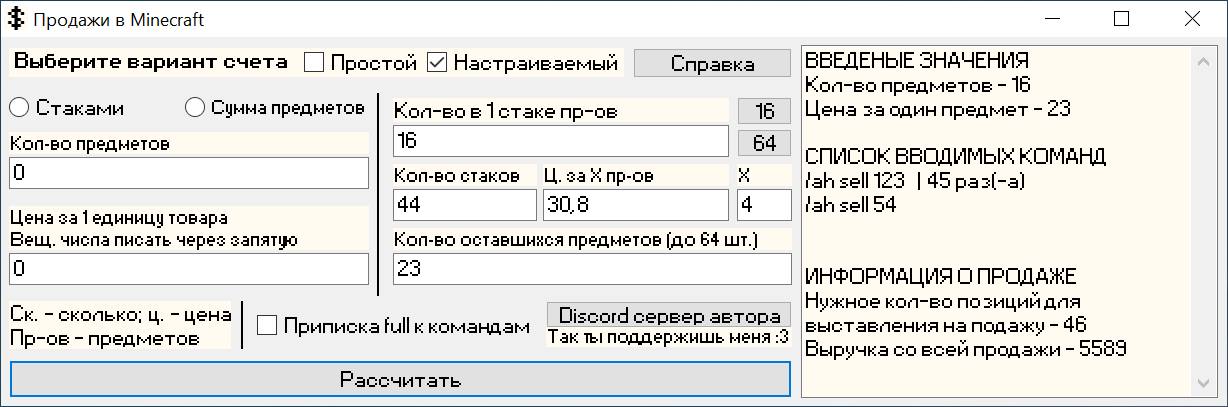 Продажи в Minecraft
Выберите вариант счета
Простой
Настраиваемый
Справка
Стаками
Сумма предметов
Кол-во предметов
0
Цена за 1 единицу товара
Вещ. числа писать через запятую
0
Кол-во в 1 стаке пр-ов
16
16
64
Кол-во стаков
Ц. за X пр-ов
X
44
30,8
4
Кол-во оставшихся предметов (до 64 шт.)
23
Ск. - сколько; ц. - цена
Пр-ов - предметов
Приписка full к командам
Discord сервер автора
Так ты поддержишь меня :3
Рассчитать
ВВЕДЕНЫЕ ЗНАЧЕНИЯ
Кол-во предметов - 16
Цена за один предмет - 23
СПИСОК ВВОДИМЫХ КОМАНД
/ah sell 123 | 45 раз(-а)
/ah sell 54
ИНФОРМАЦИЯ О ПРОДАЖЕ
Нужное кол-во позиций для
выставления на подажу - 46
Выручка со всей продажи - 5589